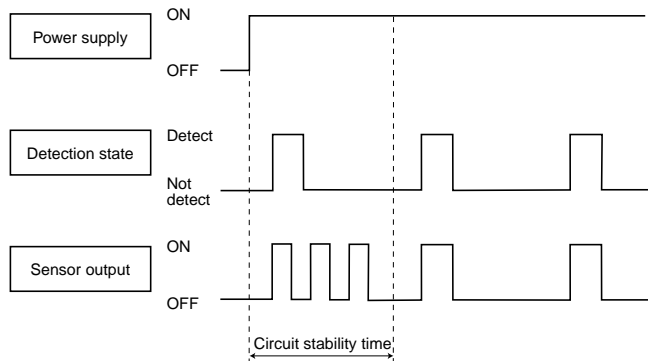 ON
Power supply
OFF
Detect
Detection state
Not
detect
ON
Sensor output
OFF
Circuit stability time